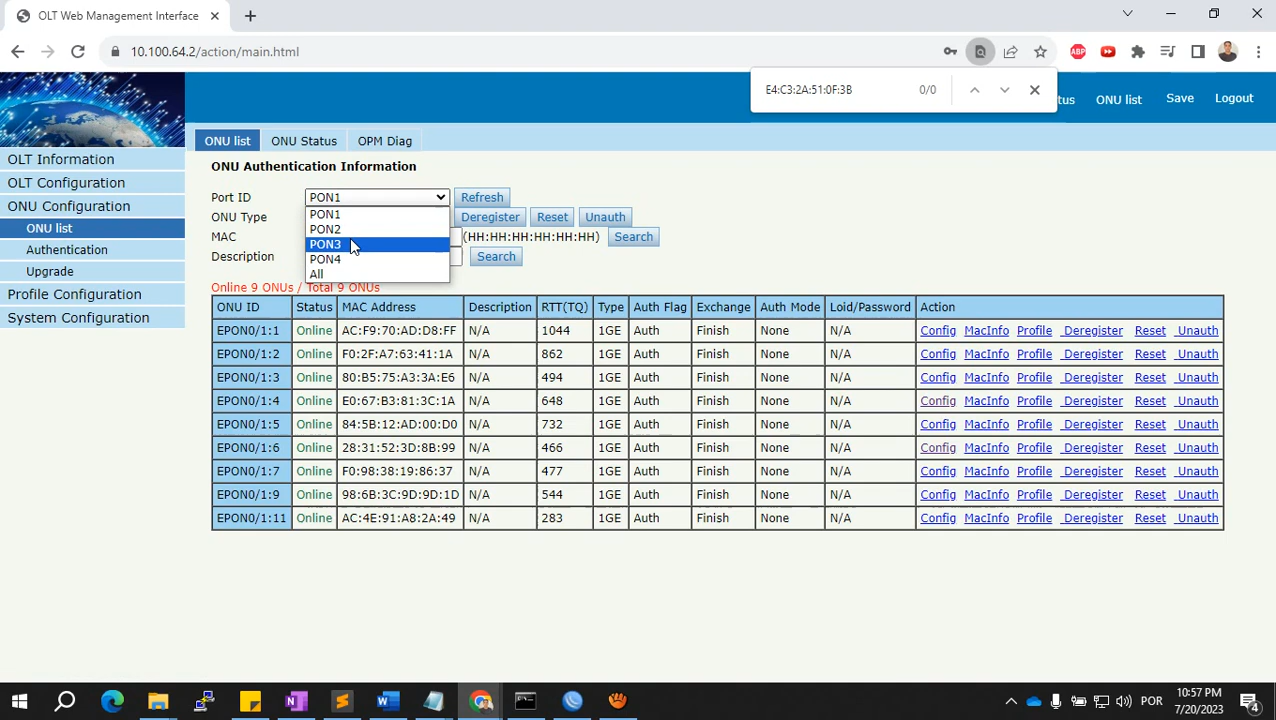 OLT Web Management Interface
10.100.64.2/action/main.html
ABP
E4:C3:2A:51:0F:3B 0/0
tus ONU list Save Logout
ONU list ONU Status OPM Diag
OLT Information
OLT Configuration
ONU Configuration
ONU list
Authentication
Upgrade
Profile Configuration
System Configuration
ONU Authentication Information
Port ID PON1 Refresh
ONU Type Deregister Reset Unauth
MAC (HH:HH:HH:HH:HH:HH) Search
Description Search
PON1
PON2
PON3
PON4
All
Online 9 ONUs / Total 9 ONUs
ONU ID Status MAC Address Description RTT(TQ) Type Auth Flag Exchange Auth Mode Loid/Password Action
EPON0/1:1 Online AC:F9:70:AD:D8:FF N/A 1044 1GE Auth Finish None N/A Config MacInfo Profile Deregister Reset Unauth
EPON0/1:2 Online F0:2F:A7:63:41:1A N/A 862 1GE Auth Finish None N/A Config MacInfo Profile Deregister Reset Unauth
EPON0/1:3 Online 80:B5:75:A3:3A:E6 N/A 494 1GE Auth Finish None N/A Config MacInfo Profile Deregister Reset Unauth
EPON0/1:4 Online E0:67:B3:81:3C:1A N/A 648 1GE Auth Finish None N/A Config MacInfo Profile Deregister Reset Unauth
EPON0/1:5 Online 84:5B:12:AD:00:D0 N/A 732 1GE Auth Finish None N/A Config MacInfo Profile Deregister Reset Unauth
EPON0/1:6 Online 28:31:52:3D:8B:99 N/A 466 1GE Auth Finish None N/A Config MacInfo Profile Deregister Reset Unauth
EPON0/1:7 Online F0:98:38:19:86:37 N/A 477 1GE Auth Finish None N/A Config MacInfo Profile Deregister Reset Unauth
EPON0/1:9 Online 98:6B:3C:9D:9D:1D N/A 544 1GE Auth Finish None N/A Config MacInfo Profile Deregister Reset Unauth
EPON0/1:11 Online AC:4E:91:A8:2A:49 N/A 283 1GE Auth Finish None N/A Config MacInfo Profile Deregister Reset Unauth
POR
10:57 PM
7/20/2023
4